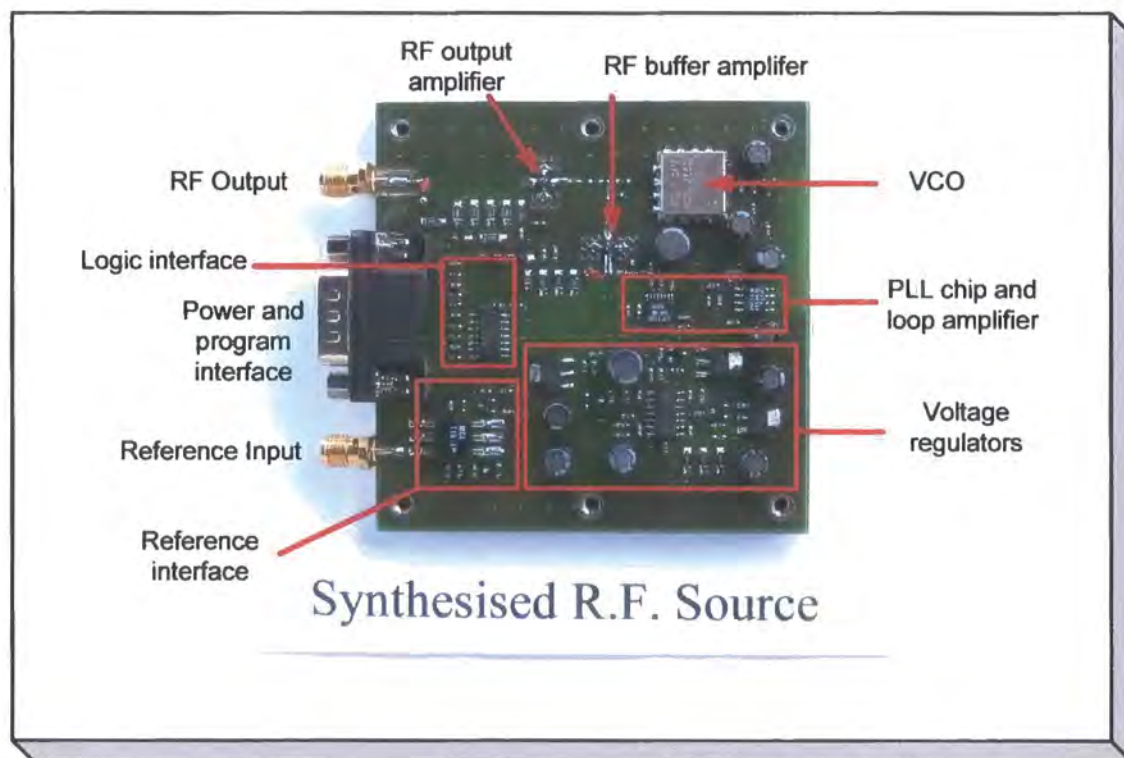 RF output
amplifier
RF buffer amplifer
RF Output
VCO
Logic interface
PLL chip and
loop amplifier
Power and
program
interface
Voltage
regulators
Reference Input
Reference
interface
Synthesised R.F. Source